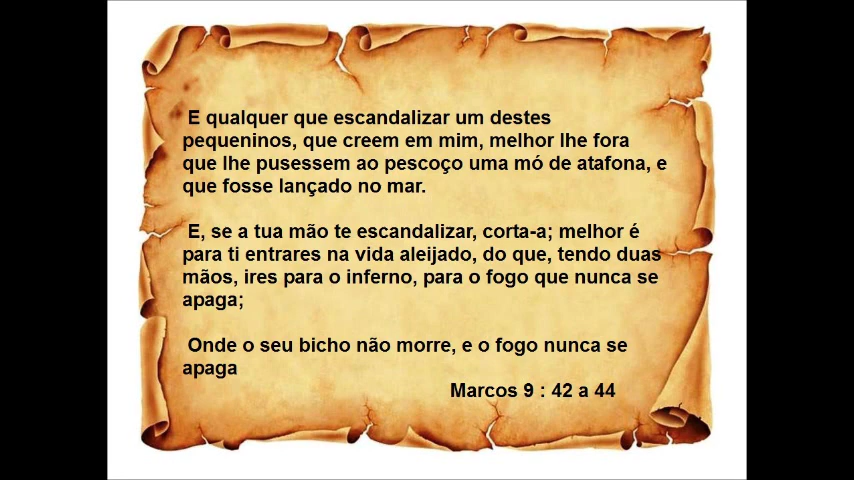 E qualquer que escandalizar um destes
pequeninos, que creem em mim, melhor lhe fora
que lhe pusessem ao pescoço uma mó de atafona, e
que fosse lançado no mar.
E, se a tua mão te escandalizar, corta-a; melhor é
para ti entrares na vida aleijado, do que, tendo duas
mãos, ires para o inferno, para o fogo que nunca se
apaga;
Onde o seu bicho não morre, e o fogo nunca se
apaga
Marcos 9 : 42 a 44